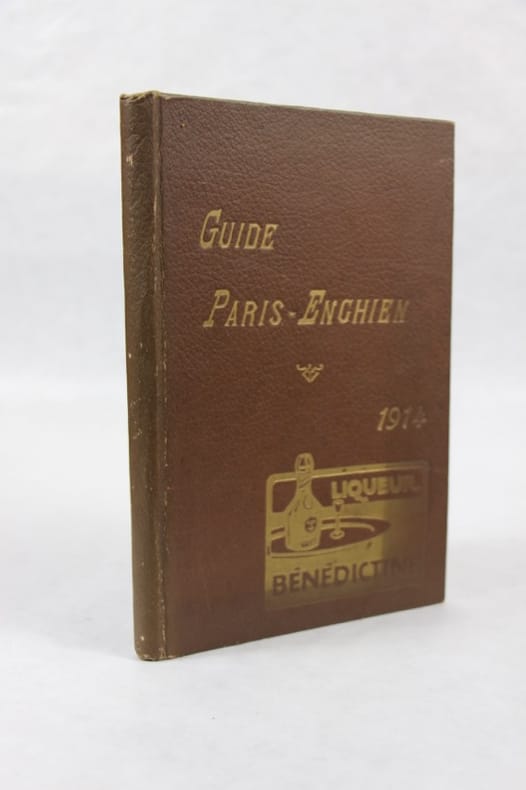 GUIDE
PARIS-ENGHIEN
1914
LIQUEUR
BÉNÉDICTINE